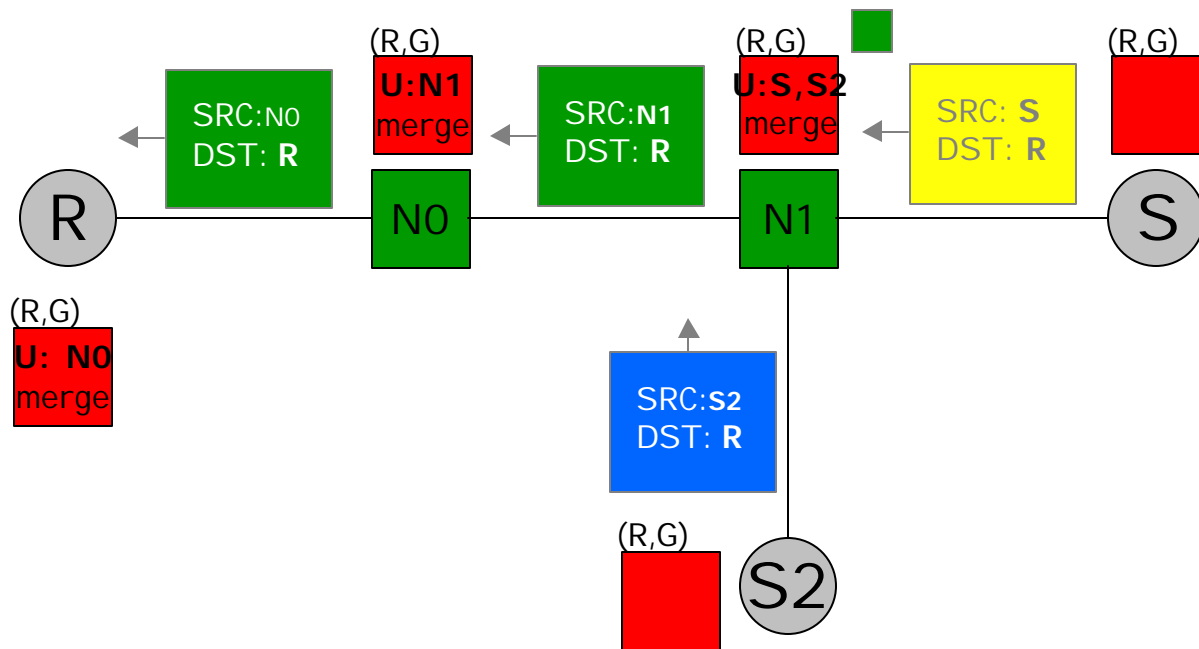 (R,G)
U:N1
merge
(R,G)
U:S,S2
merge
(R,G)
SRC:N0
DST: R
SRC:N1
DST: R
SRC: S
DST: R
R
N0
N1
S
(R,G)
U: N0
merge
SRC:S2
DST: R
(R,G)
S2